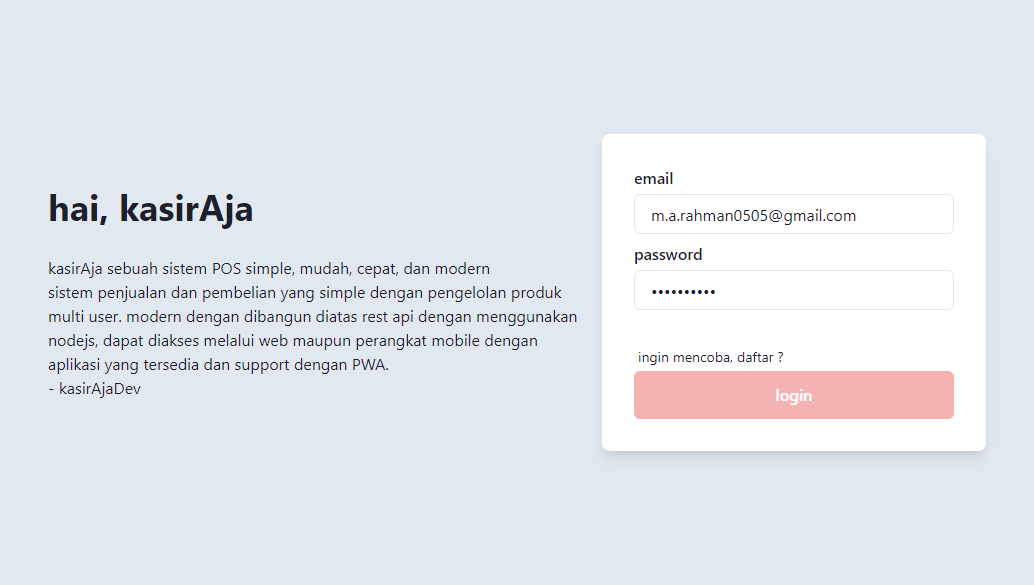 hai, kasirAja
kasirAja sebuah sistem POS simple, mudah, cepat, dan modern
sistem penjualan dan pembelian yang simple dengan pengelolan produk
multi user. modern dengan dibangun diatas rest api dengan menggunakan
nodejs, dapat diakses melalui web maupun perangkat mobile dengan
aplikasi yang tersedia dan support dengan PWA.
- kasirAjaDev
email
m.a.rahman0505@gmail.com
password
••••••••••
ingin mencoba, daftar ?
login